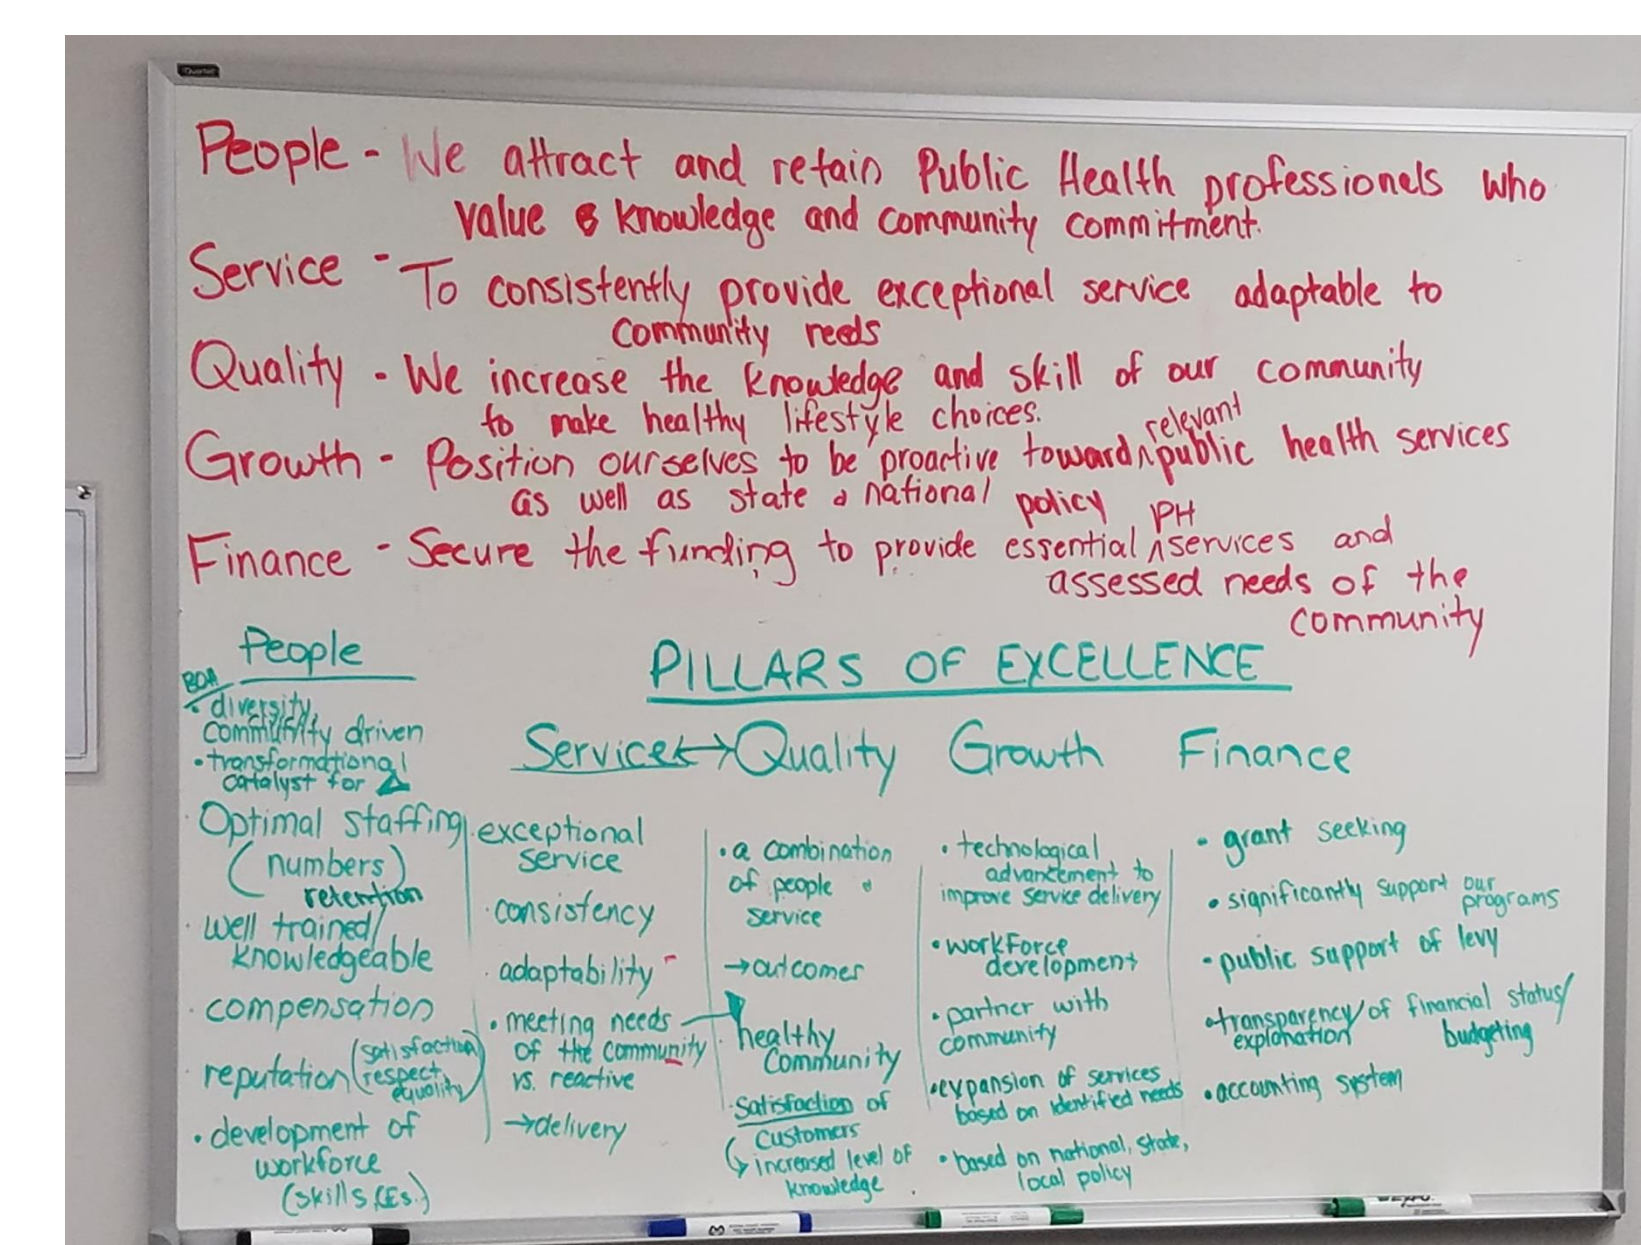 Quartet
People - We attract and retain Public Health professionals who
value & knowledge and community commitment.
Service - To consistently provide exceptional service adaptable to
community needs
Quality - We increase the knowledge and skill of our community
to make healthy lifestyle choices.
relevant
Growth - Position ourselves to be proactive toward ^ public health services
as well as state & national policy
PH
Finance - Secure the funding to provide essential ^ services and
assessed needs of the
community
People
PILLARS OF EXCELLENCE
BOH
• diversity
community driven
• transformational
catalyst for Δ
· Optimal staffing
(numbers)
retention
· well trained/
knowledgeable
· compensation
· reputation (satisfaction
respect
equality)
• development of
workforce
(skills, CEs.)
Service ↔ Quality Growth Finance
· exceptional
service
· consistency
· adaptability
• meeting needs
of the community
vs. reactive
→ delivery
• a combination
of people &
service
→ outcomes
· healthy
Community
· Satisfaction of
customers
↳ increased level of
knowledge
• technological
advancement to
improve service delivery
• workforce
development
• partner with
community
• expansion of services
based on identified needs
• based on national, state,
local policy
• grant seeking
• significantly support our
programs
• public support of levy
• transparency/of financial status/
explanation budgeting
• accounting system
EXPO